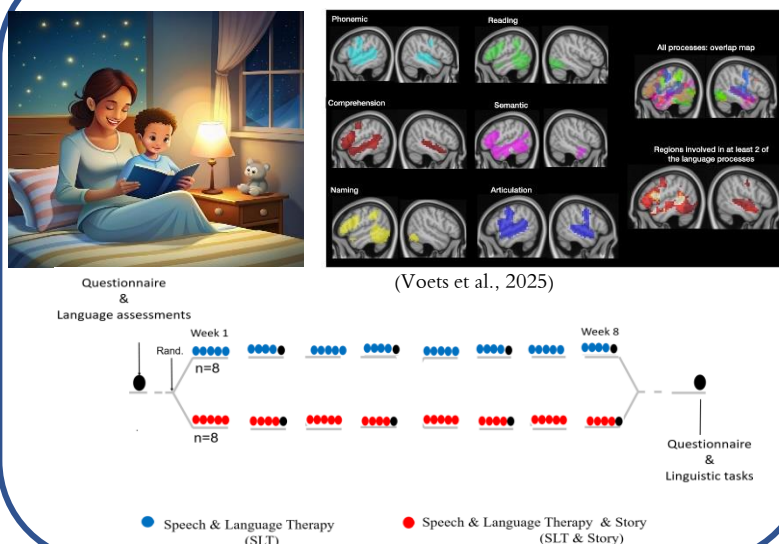 Phonemic
Reading
All processes: overlap map
Comprehension
Semantic
Regions involved in at least 2 of
the language processes
Naming
Articulation
(Voets et al., 2025)
Questionnaire
&
Language assessments
Rand.
Week 1
Week 8
n=8
n=8
Questionnaire
&
Linguistic tasks
Speech & Language Therapy
(SLT)
Speech & Language Therapy & Story
(SLT & Story)